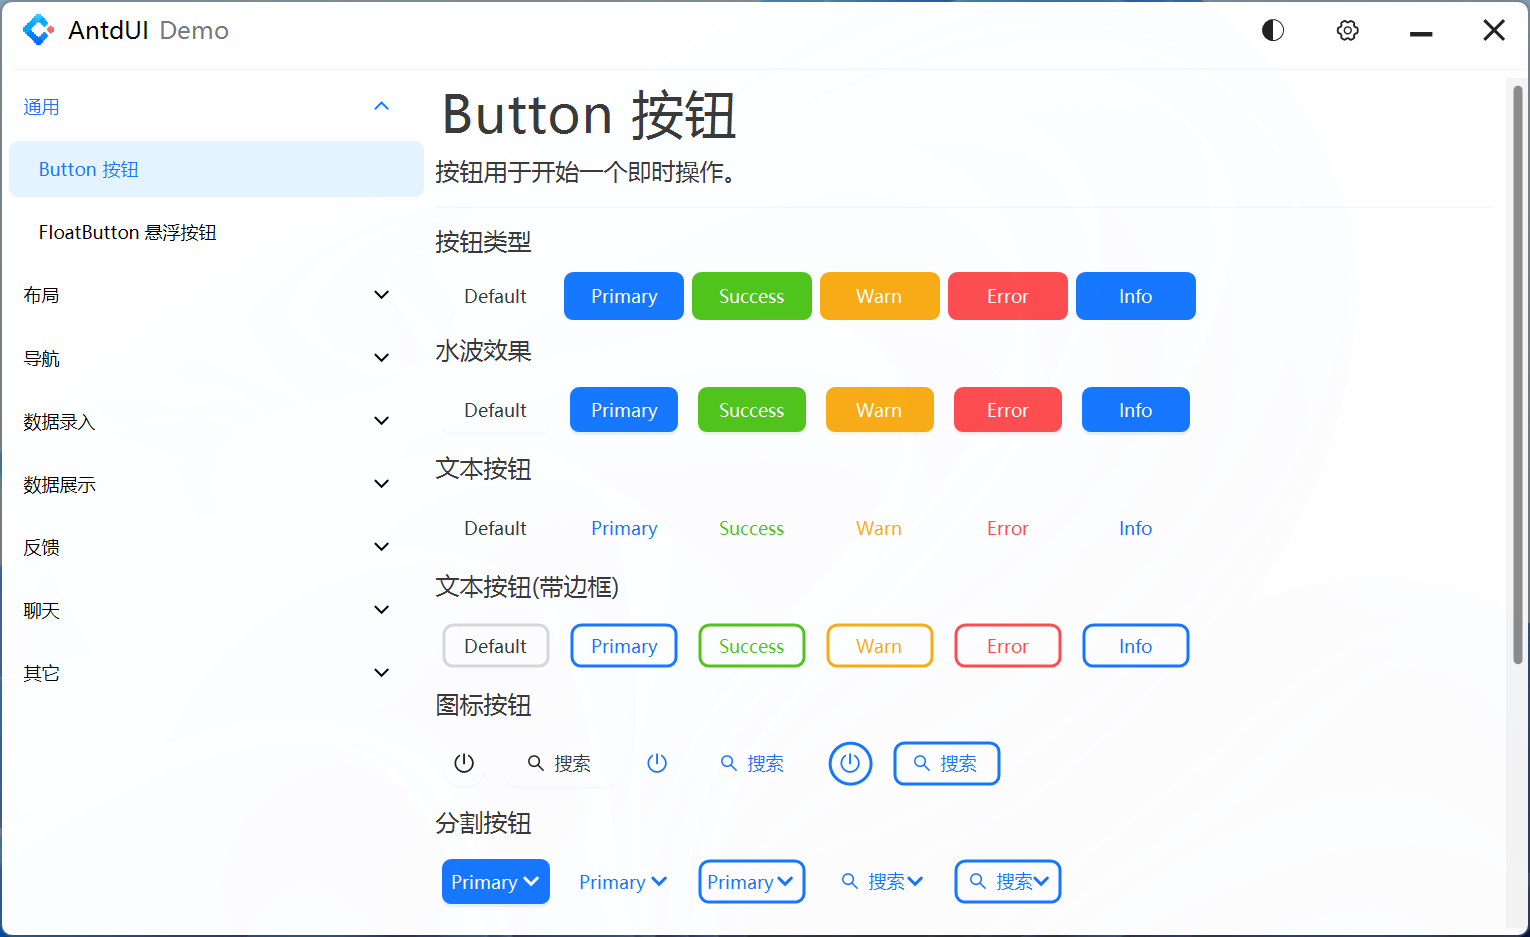 AntdUI Demo
通用
Button 按钮
FloatButton 悬浮按钮
布局
导航
数据录入
数据展示
反馈
聊天
其它
Button 按钮
按钮用于开始一个即时操作。
按钮类型
Default Primary Success Warn Error Info
水波效果
Default Primary Success Warn Error Info
文本按钮
Default Primary Success Warn Error Info
文本按钮(带边框)
Default Primary Success Warn Error Info
图标按钮
搜索 搜索 搜索
分割按钮
Primary Primary Primary 搜索 搜索